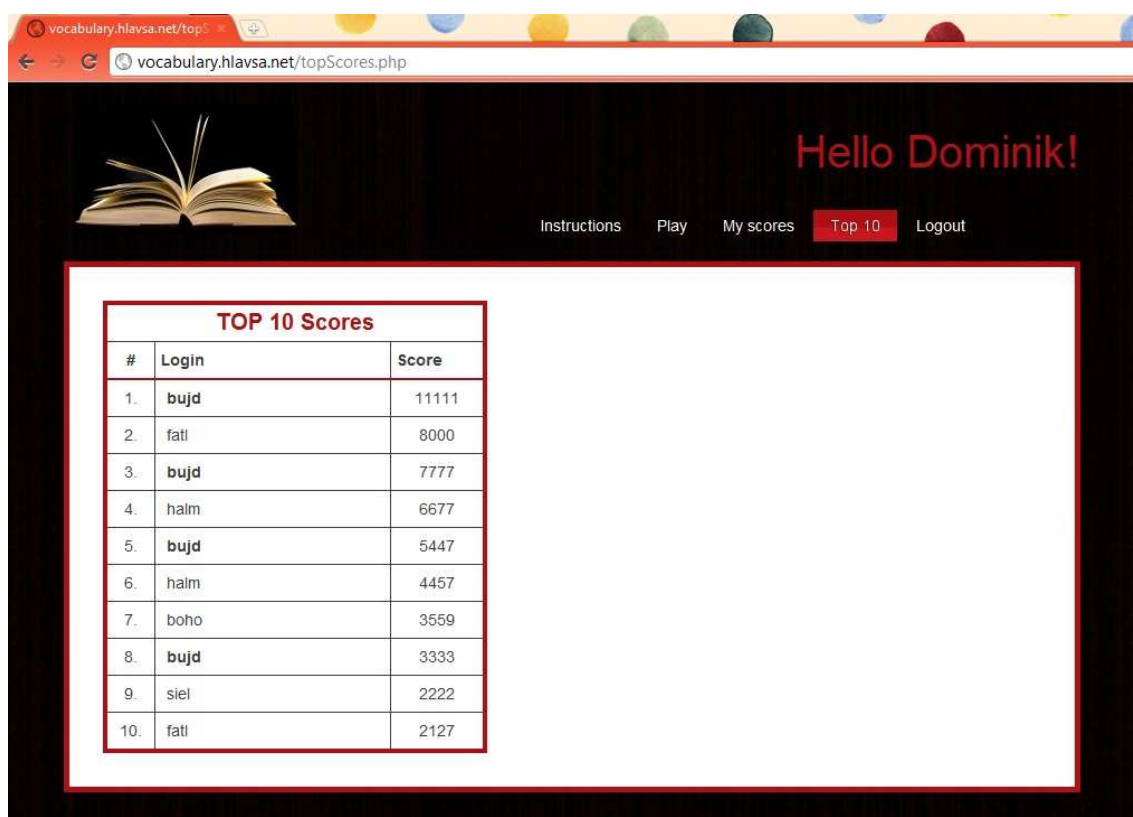 vocabulary.hlavsa.net/topS
vocabulary.hlavsa.net/topScores.php
Hello Dominik!
Instructions Play My scores Top 10 Logout
TOP 10 Scores
# Login Score
1. bujd 11111
2. fatl 8000
3. bujd 7777
4. halm 6677
5. bujd 5447
6. halm 4457
7. boho 3559
8. bujd 3333
9. siel 2222
10. fatl 2127